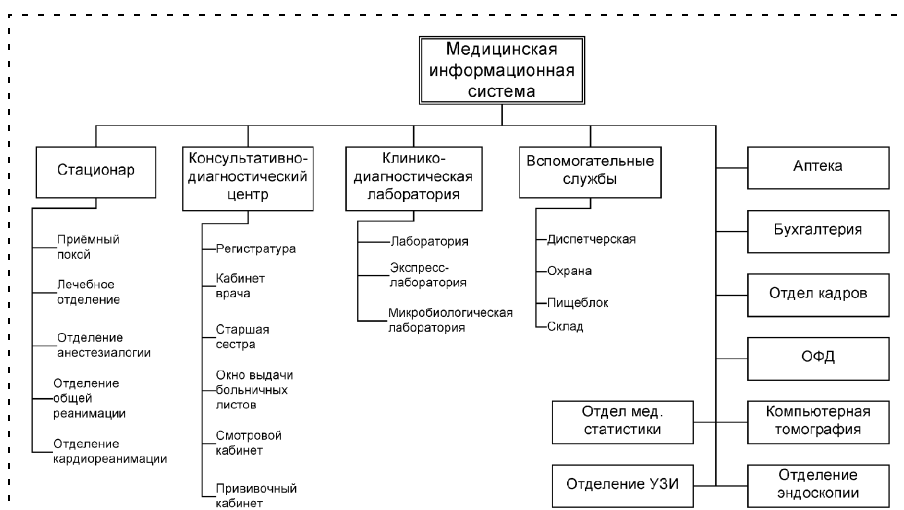 Медицинская
информационная
система
Стационар
Приёмный
покой
Лечебное
отделение
Отделение
анестезиалогии
Отделение
общей
реанимации
Отделение
кардиореанимации
Консультативно-
диагностический
центр
Регистратура
Кабинет
врача
Старшая
сестра
Окно выдачи
больничных
листов
Смотровой
кабинет
Прививочный
кабинет
Клинико-
диагностическая
лаборатория
Лаборатория
Экспресс-
лаборатория
Микробиологическая
лаборатория
Вспомогательные
службы
Диспетчерская
Охрана
Пищеблок
Склад
Аптека
Бухгалтерия
Отдел кадров
ОФД
Отдел мед.
статистики
Компьютерная
томография
Отделение УЗИ
Отделение
эндоскопии